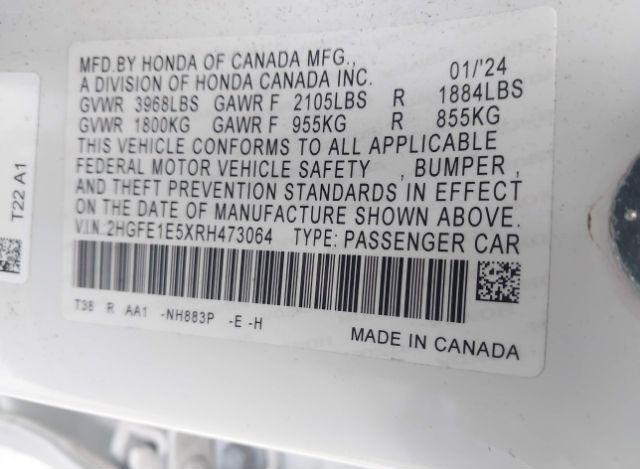 MFD.BY HONDA OF CANADA MFG.,
A DIVISION OF HONDA CANADA INC. 01/'24
GVWR 3968LBS GAWR F 2105LBS R 1884LBS
GVWR 1800KG GAWR F 955KG R 855KG
THIS VEHICLE CONFORMS TO ALL APPLICABLE
FEDERAL MOTOR VEHICLE SAFETY , BUMPER ,
AND THEFT PREVENTION STANDARDS IN EFFECT
ON THE DATE OF MANUFACTURE SHOWN ABOVE.
V.I.N.:2HGFE1E5XRH473064 TYPE: PASSENGER CAR
T38 R AA1 -NH883P -E -H
MADE IN CANADA
T22 A1